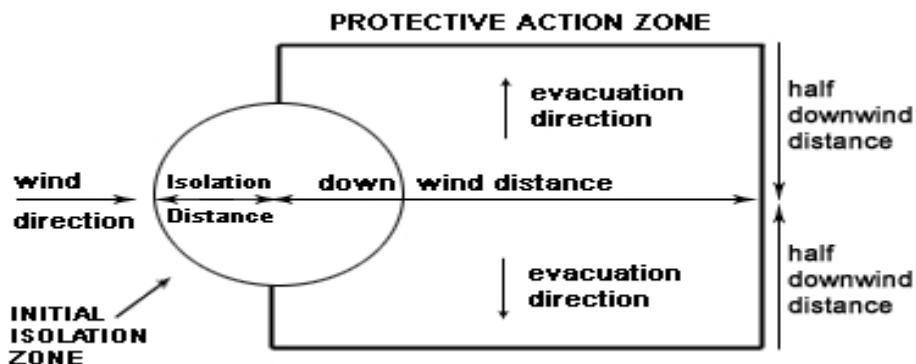 PROTECTIVE ACTION ZONE
evacuation
direction
half
downwind
distance
wind
direction
Isolation
Distance
down wind distance
evacuation
direction
half
downwind
distance
INITIAL
ISOLATION
ZONE